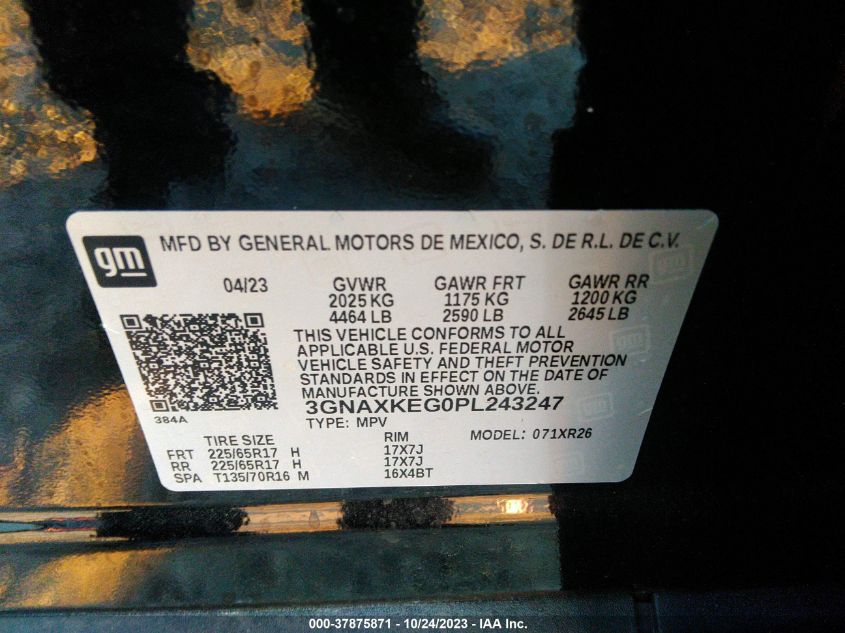 gm
MFD BY GENERAL MOTORS DE MEXICO, S. DE R.L. DE C.V.
04/23 GVWR GAWR FRT GAWR RR
2025 KG 1175 KG 1200 KG
4464 LB 2590 LB 2645 LB
THIS VEHICLE CONFORMS TO ALL
APPLICABLE U.S. FEDERAL MOTOR
VEHICLE SAFETY AND THEFT PREVENTION
STANDARDS IN EFFECT ON THE DATE OF
MANUFACTURE SHOWN ABOVE.
384A
3GNAXKEG0PL243247
TYPE: MPV MODEL: 071XR26
TIRE SIZE RIM
FRT 225/65R17 H 17X7J
RR 225/65R17 H 17X7J
SPA T135/70R16 M 16X4BT
000-37875871 - 10/24/2023 - IAA Inc.